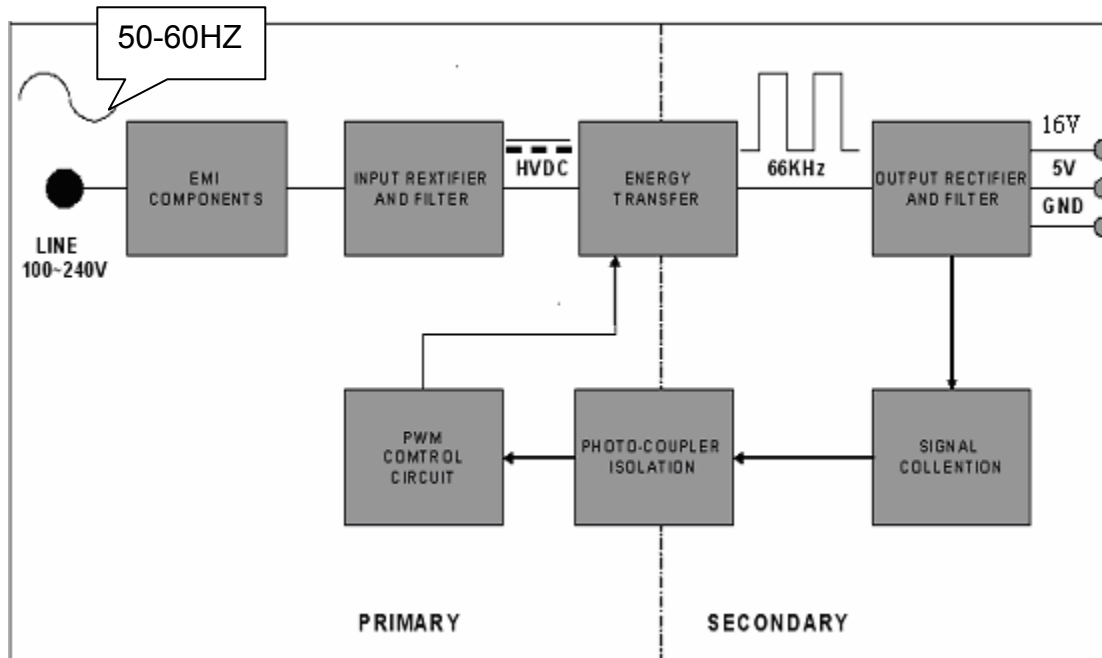 50-60HZ
EMI
COMPONENTS
INPUT REXTIFIER
AND FILTER
HVDC
ENERGY
TRANSFER
66KHz
OUTPUT RECTIFIER
AND FILTER
16V
5V
GND
LINE
100~240V
PWM
COMTROL
CIRCUIT
PHOTO-COUPLER
ISOLATION
SIGNAL
COLLENTION
PRIMARY
SECONDARY